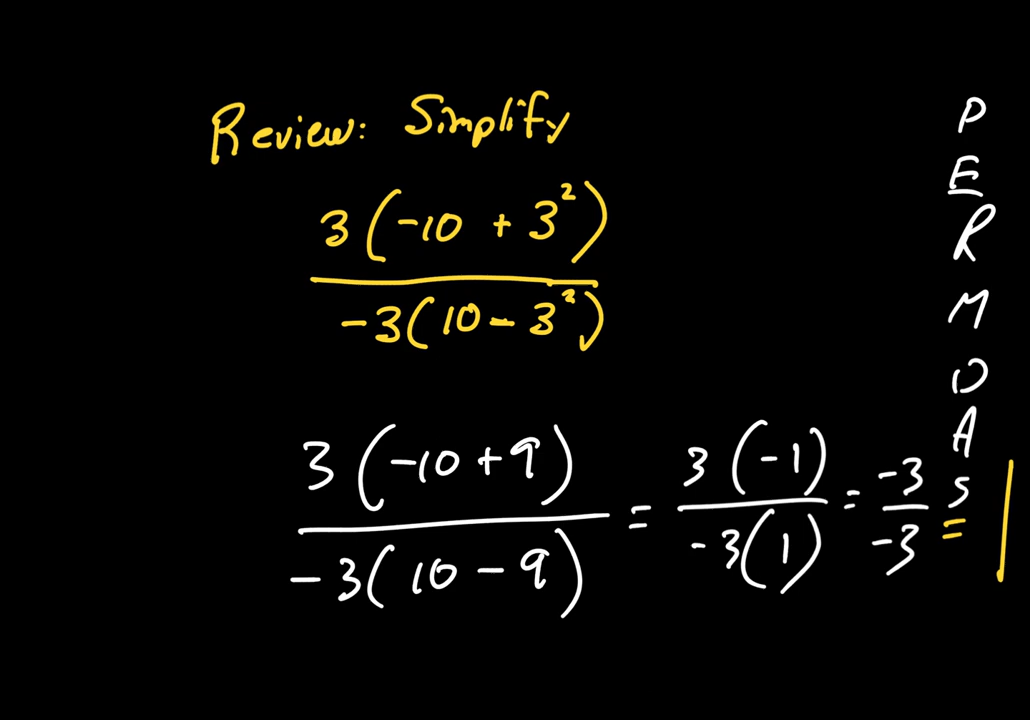 Review: Simplify
3(-10 + 3²)
-3(10 - 3²)
3(-10 + 9)
-3(10 - 9)
=
3(-1)
-3(1)
=
-3
-3
= 1
P
E
R
M
D
A
S